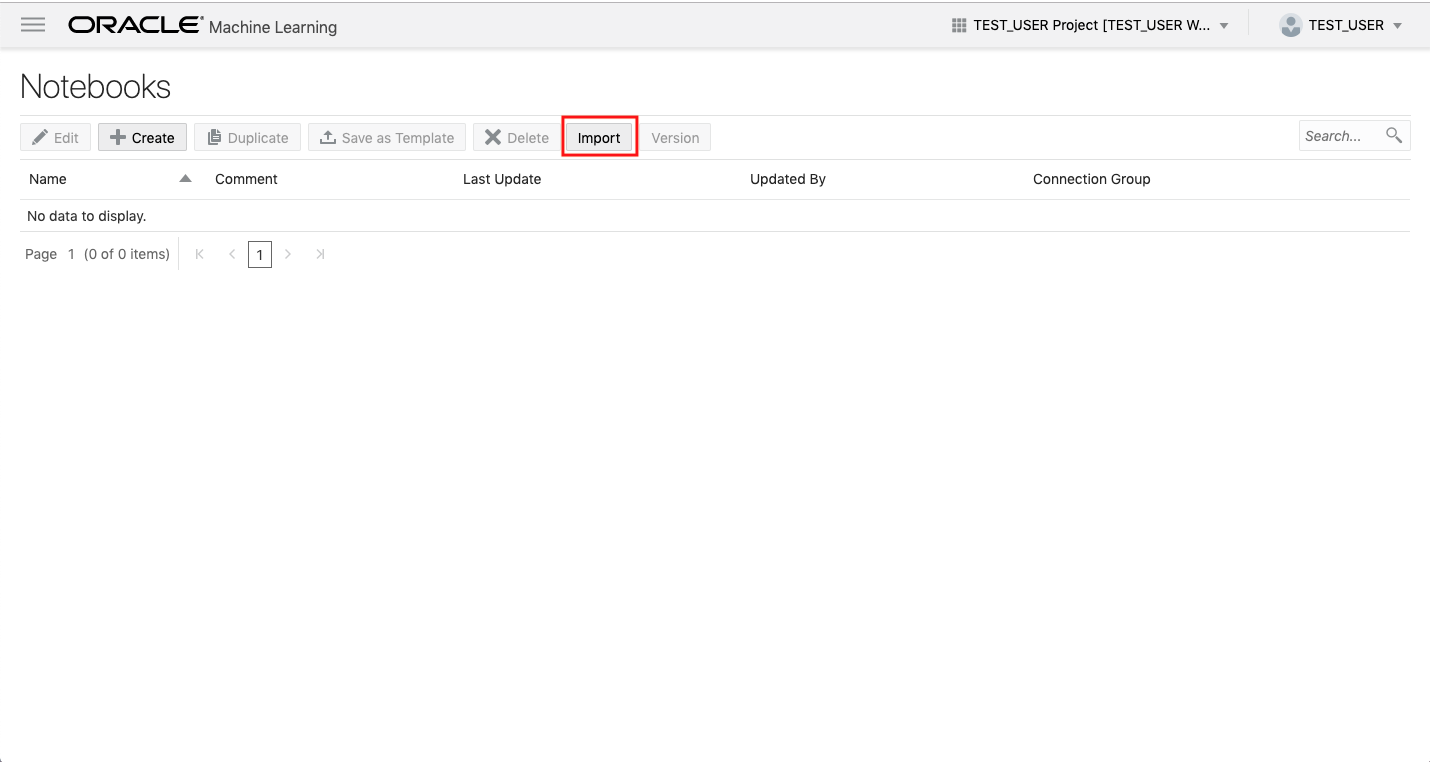 ORACLE® Machine Learning TEST_USER Project [TEST_USER W... TEST_USER
Notebooks
Edit Create Duplicate Save as Template Delete Import Version Search...
Name Comment Last Update Updated By Connection Group
No data to display.
Page 1 (0 of 0 items) 1